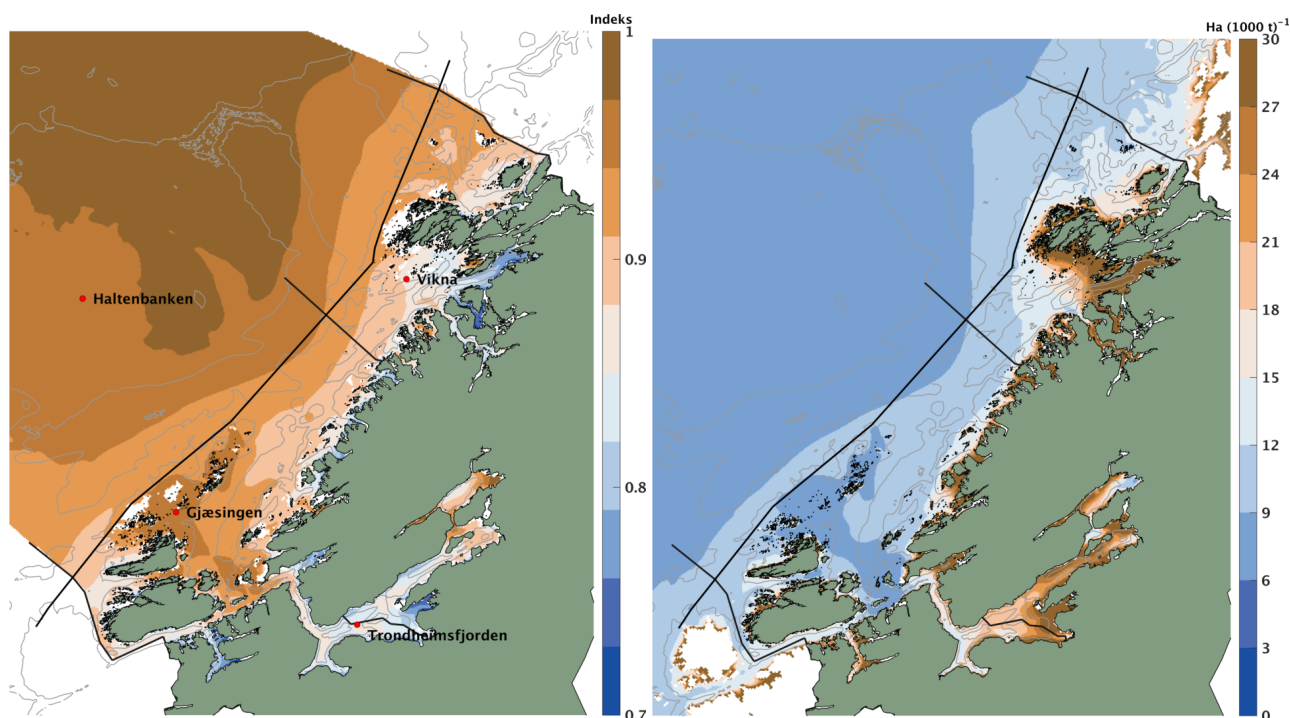 Indeks
1
0.9
0.8
0.7
Haltenbanken
Vikna
Gjæsingen
Trondheimsfjorden
Ha (1000 t)⁻¹
30
27
24
21
18
15
12
9
6
3
0